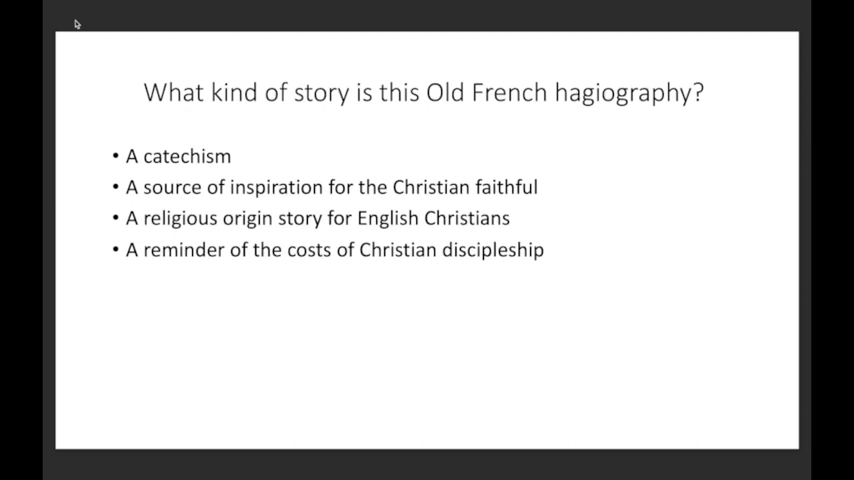 What kind of story is this Old French hagiography?
• A catechism
• A source of inspiration for the Christian faithful
• A religious origin story for English Christians
• A reminder of the costs of Christian discipleship